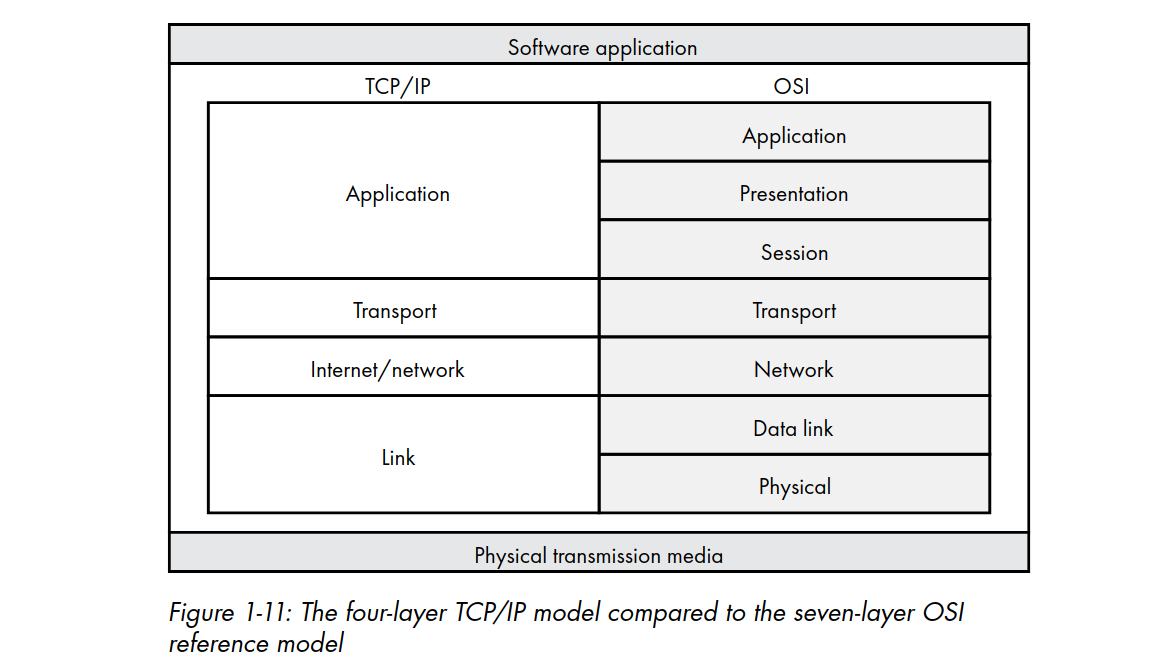 Software application
TCP/IP OSI
Application
Application
Presentation
Session
Transport Transport
Internet/network Network
Link
Data link
Physical
Physical transmission media
Figure 1-11: The four-layer TCP/IP model compared to the seven-layer OSI
reference model